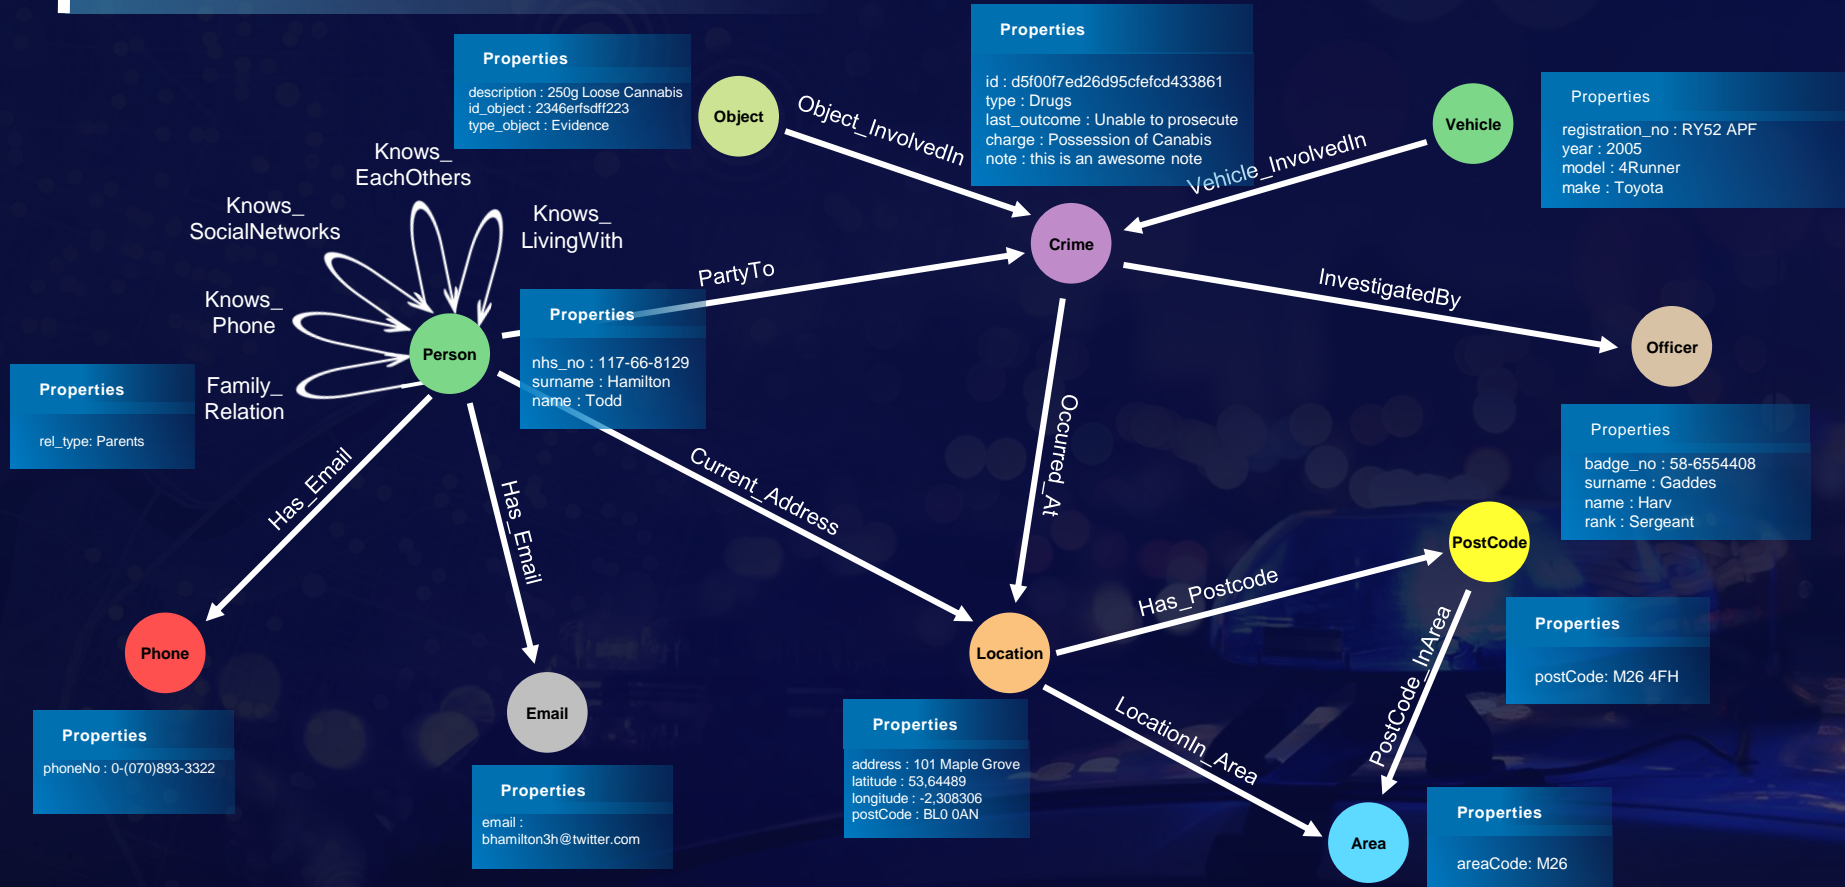 Properties
id : d5f00f7ed26d95cfefcd433861
type : Drugs
last_outcome : Unable to prosecute
charge : Possession of Canabis
note : this is an awesome note
Properties
description : 250g Loose Cannabis
id_object : 2346erfsdff223
type_object : Evidence
Object
Object_InvolvedIn
Vehicle_InvolvedIn
Vehicle
Properties
registration_no : RY52 APF
year : 2005
model : 4Runner
make : Toyota
Knows_
EachOthers
Knows_
SocialNetworks
Knows_
LivingWith
Knows_
Phone
Family_
Relation
Person
PartyTo
Crime
InvestigatedBy
Officer
Properties
nhs_no : 117-66-8129
surname : Hamilton
name : Todd
Properties
rel_type: Parents
Properties
badge_no : 58-6554408
surname : Gaddes
name : Harv
rank : Sergeant
Has_Email
Has_Email
Current_Address
Occurred_At
Has_Postcode
PostCode
PostCode_InArea
Properties
postCode: M26 4FH
Phone
Properties
phoneNo : 0-(070)893-3322
Email
Properties
email :
bhamilton3h@twitter.com
Location
Properties
address : 101 Maple Grove
latitude : 53,64489
longitude : -2,308306
postCode : BL0 0AN
LocationIn_Area
Area
Properties
areaCode: M26